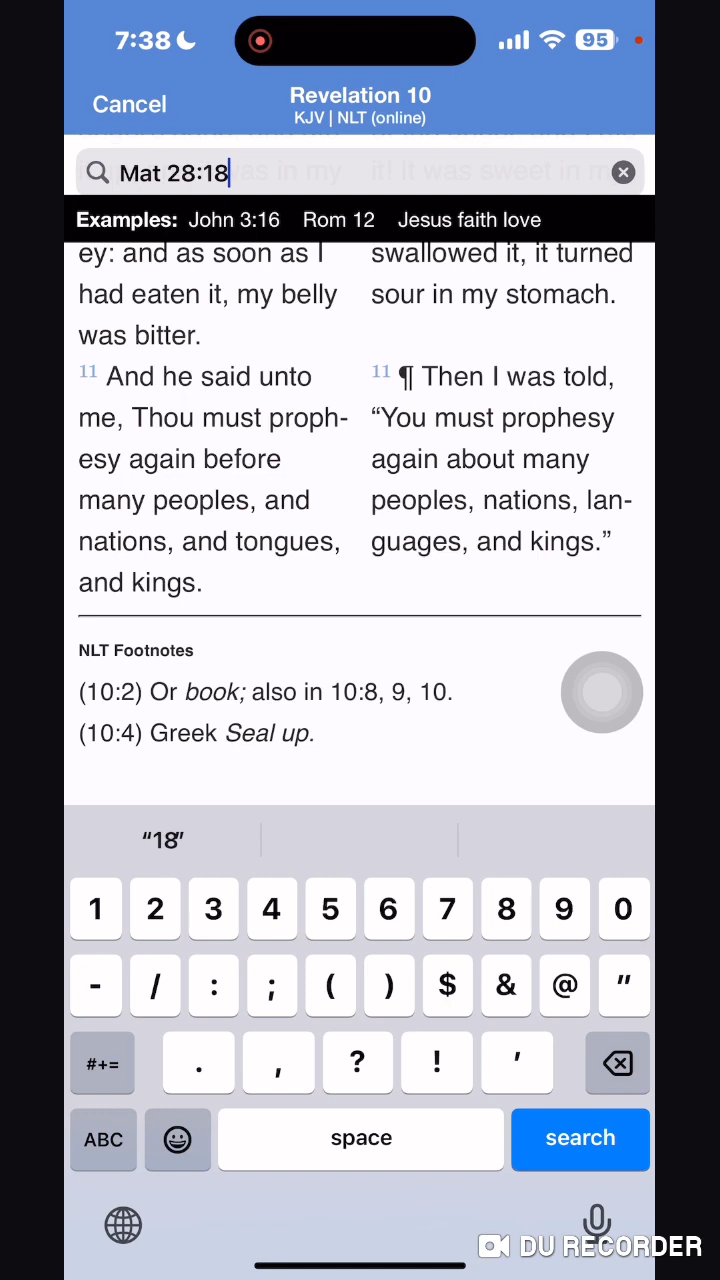 7:38
95
Cancel
Revelation 10
KJV | NLT (online)
Mat 28:18
Examples: John 3:16 Rom 12 Jesus faith love
ey: and as soon as I
had eaten it, my belly
was bitter.
11 And he said unto
me, Thou must proph-
esy again before
many peoples, and
nations, and tongues,
and kings.
swallowed it, it turned
sour in my stomach.
11 ¶ Then I was told,
“You must prophesy
again about many
peoples, nations, lan-
guages, and kings.”
NLT Footnotes
(10:2) Or book; also in 10:8, 9, 10.
(10:4) Greek Seal up.
“18”
1 2 3 4 5 6 7 8 9 0
- / : ; ( ) $ & @ "
#+= . , ? ! '
ABC space search
DU RECORDER